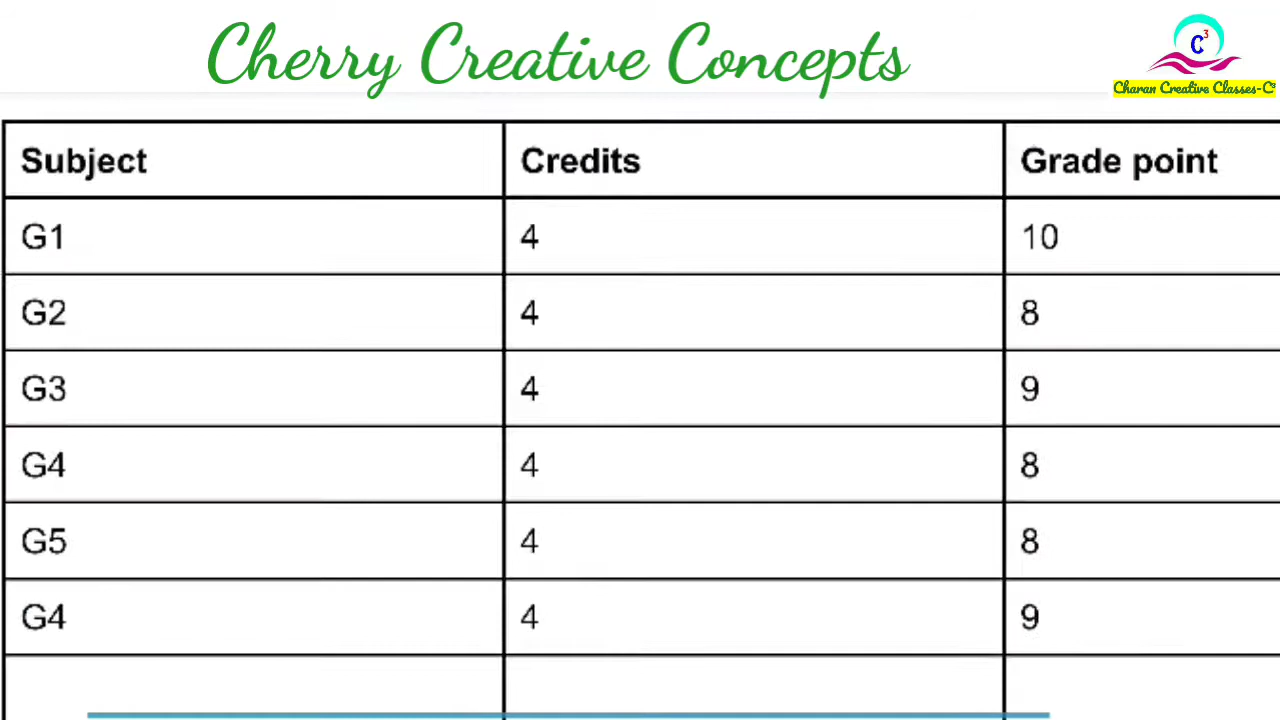 Cherry Creative Concepts
C3
Charan Creative Classes-C3
Subject Credits Grade point
G1 4 10
G2 4 8
G3 4 9
G4 4 8
G5 4 8
G4 4 9